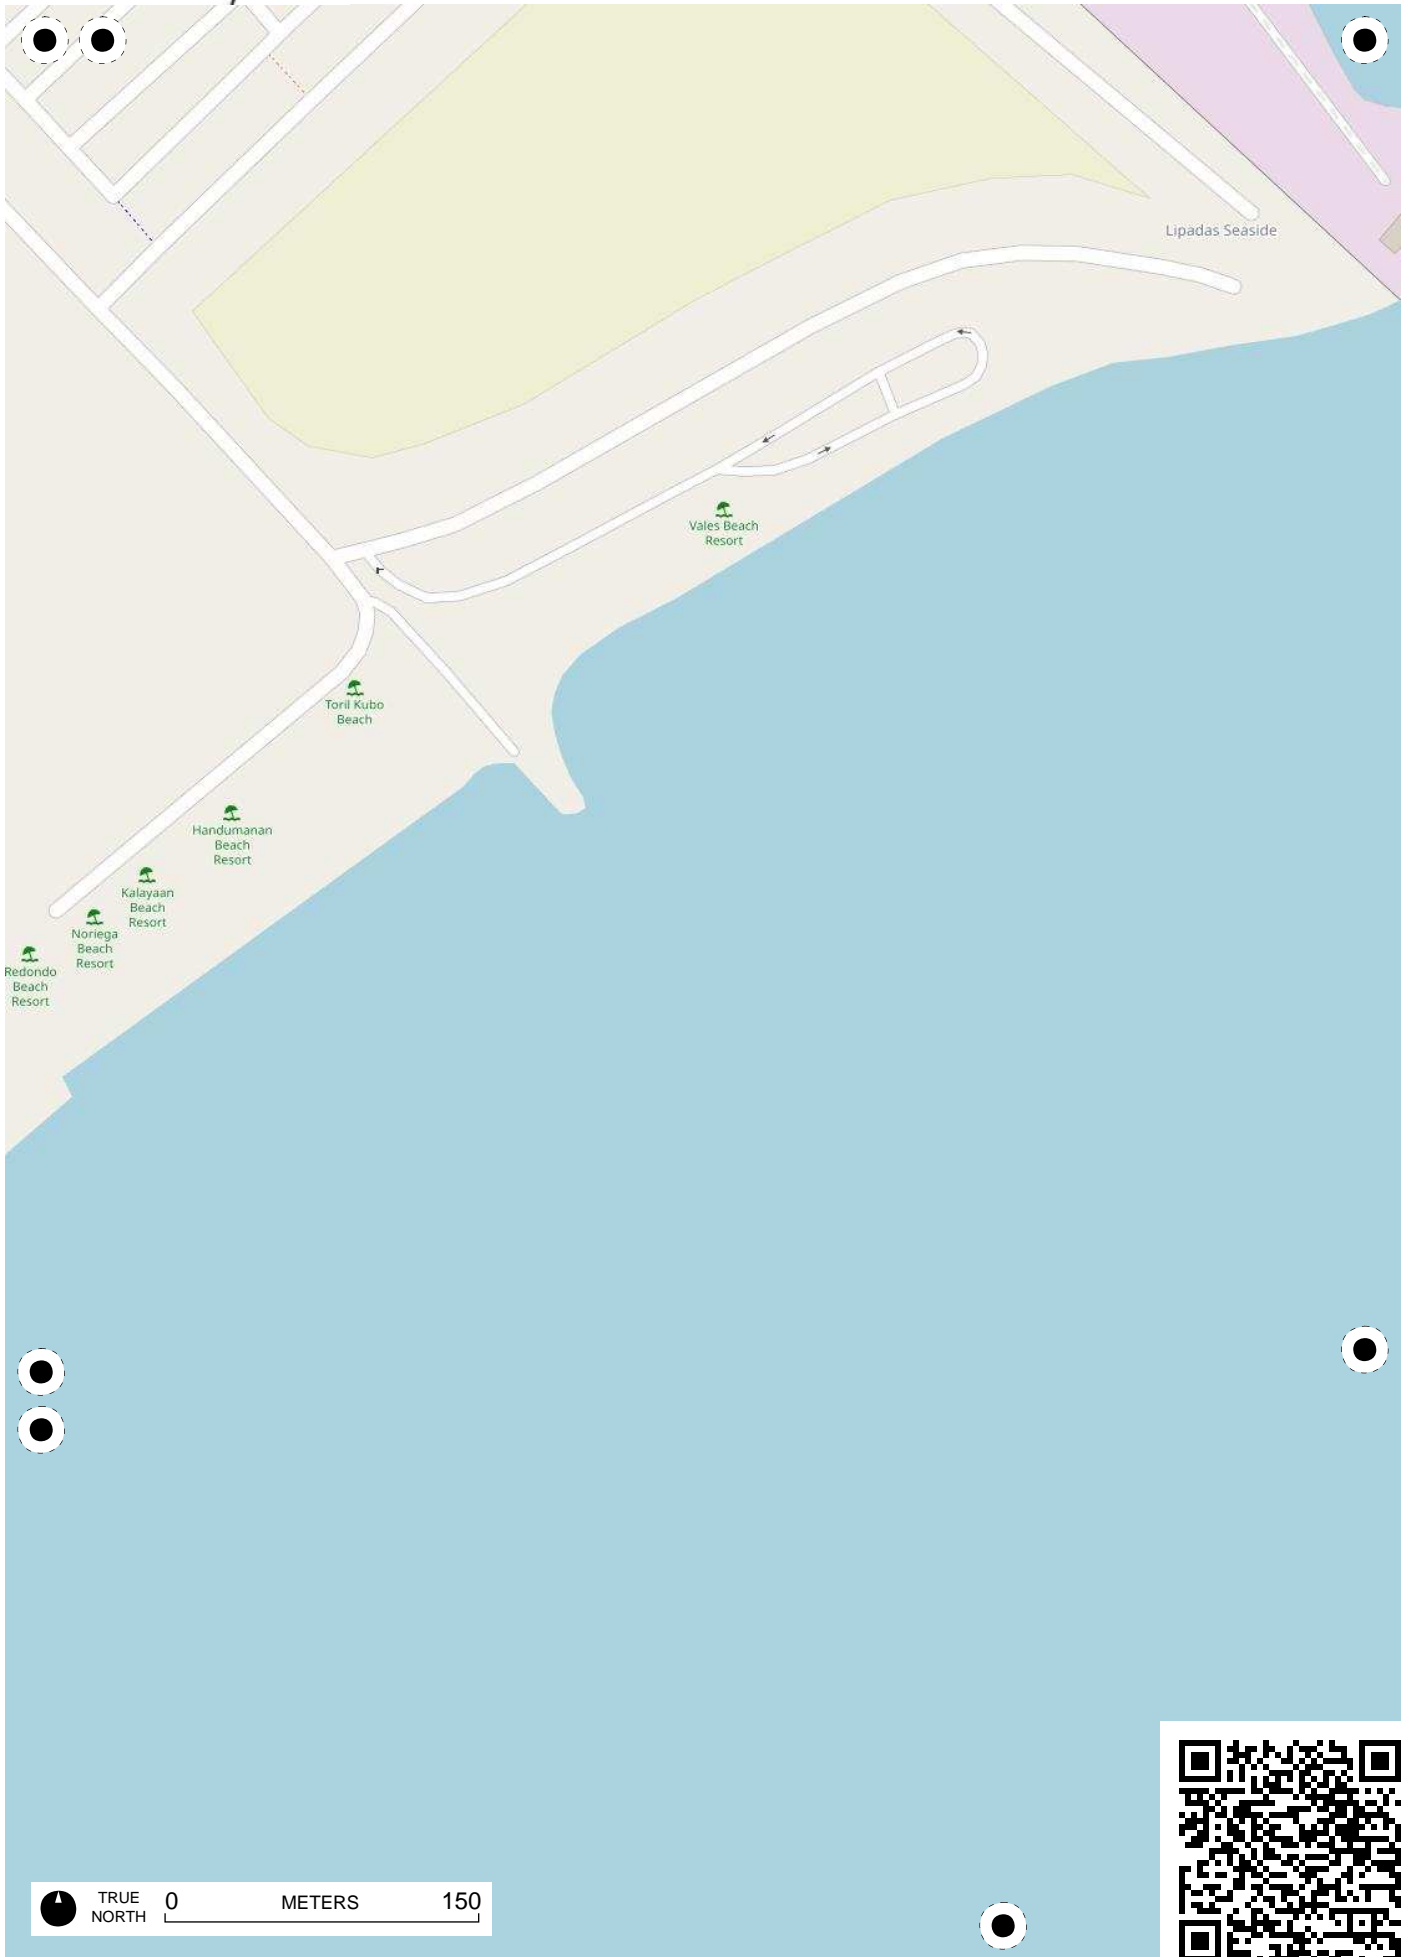 Lipadas Seaside
Vales Beach
Resort
Toril Kubo
Beach
Handumanan
Beach
Resort
Kalayaan
Beach
Resort
Noriega
Beach
Resort
Redondo
Beach
Resort
TRUE
NORTH
0 METERS 150